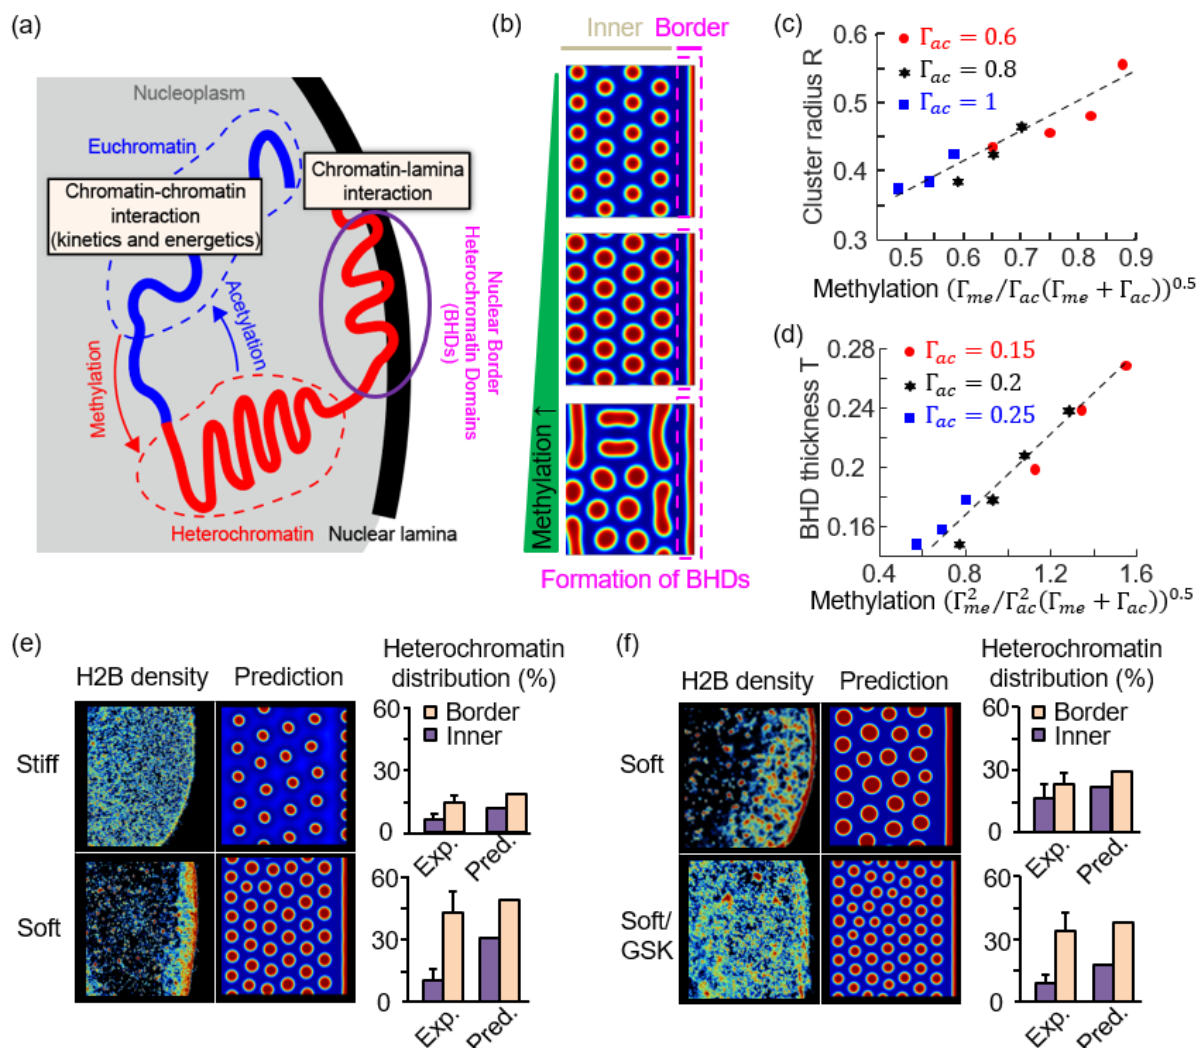 (a)
Nucleoplasm
Euchromatin
Chromatin-chromatin
interaction
(kinetics and energetics)
Chromatin-lamina
interaction
Nuclear Border
Heterochromatin Domains
(BHDs)
Acetylation
Methylation
Heterochromatin
Nuclear lamina
(b)
Inner
Border
Methylation ↑
Formation of BHDs
(c)
Cluster radius R
0.6
0.5
0.4
0.3
Γac = 0.6
Γac = 0.8
Γac = 1
0.5 0.6 0.7 0.8 0.9
Methylation (Γme/Γac(Γme + Γac))^0.5
(d)
BHD thickness T
0.28
0.24
0.2
0.16
Γac = 0.15
Γac = 0.2
Γac = 0.25
0.4 0.8 1.2 1.6
Methylation (Γ²me/Γ²ac(Γme + Γac))^0.5
(e)
H2B density
Prediction
Heterochromatin
distribution (%)
Stiff
60
30
0
Border
Inner
Exp.
Pred.
Soft
60
30
0
Exp.
Pred.
(f)
H2B density
Prediction
Heterochromatin
distribution (%)
Soft
60
30
0
Border
Inner
Exp.
Pred.
Soft/
GSK
60
30
0
Exp.
Pred.